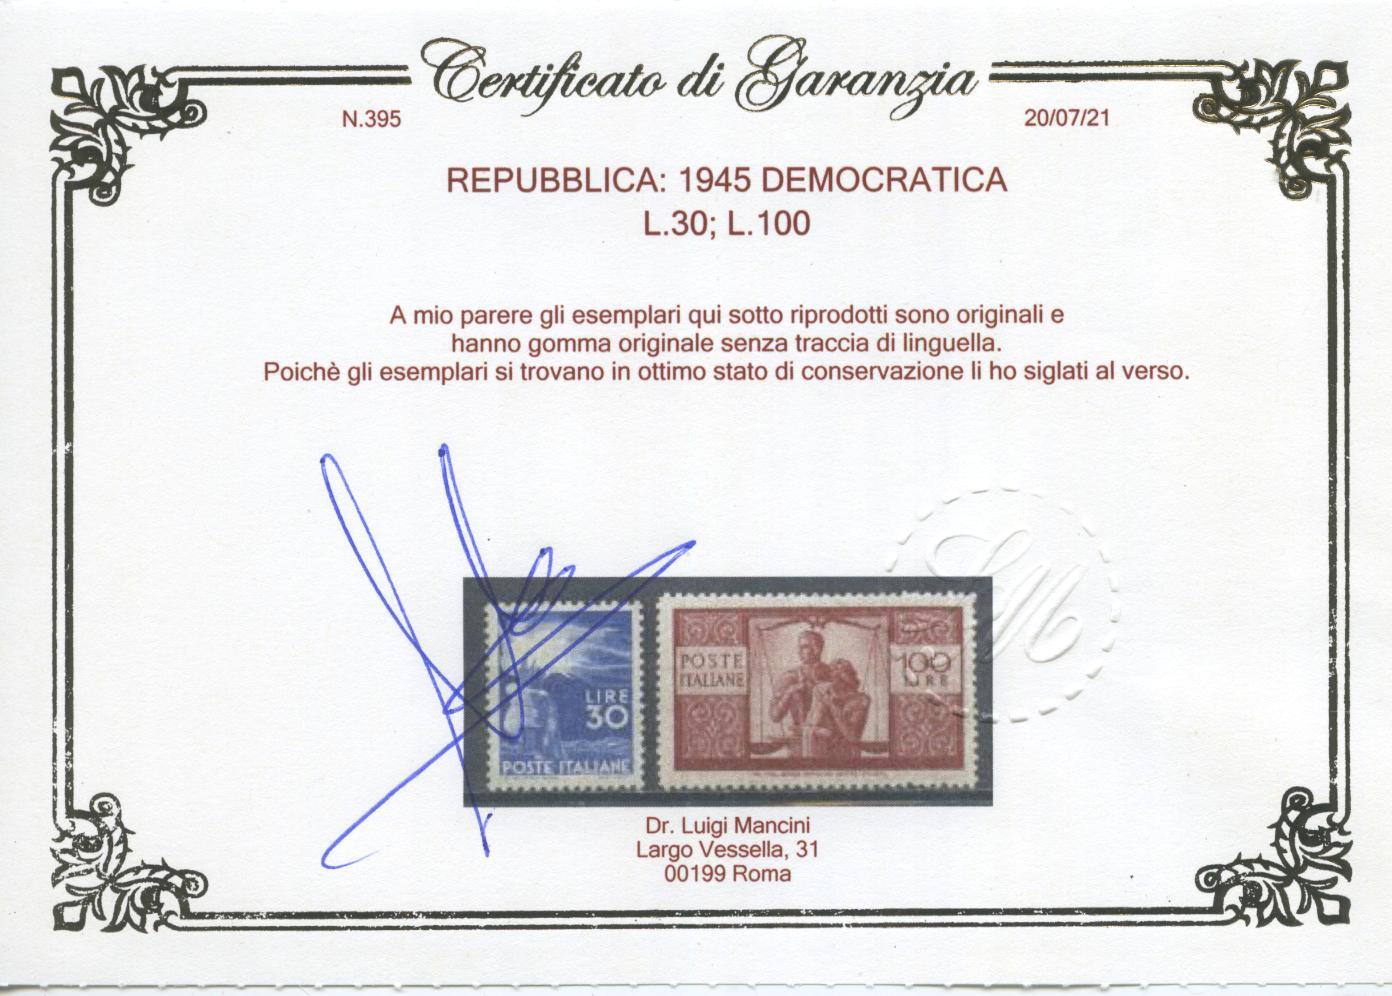 Certificato di Garanzia
N.395
20/07/21
REPUBBLICA: 1945 DEMOCRATICA
L.30; L.100
A mio parere gli esemplari qui sotto riprodotti sono originali e
hanno gomma originale senza traccia di linguella.
Poichè gli esemplari si trovano in ottimo stato di conservazione li ho siglati al verso.
LIRE
30
POSTE ITALIANE
POSTE
ITALIANE
100
LIRE
Dr. Luigi Mancini
Largo Vessella, 31
00199 Roma